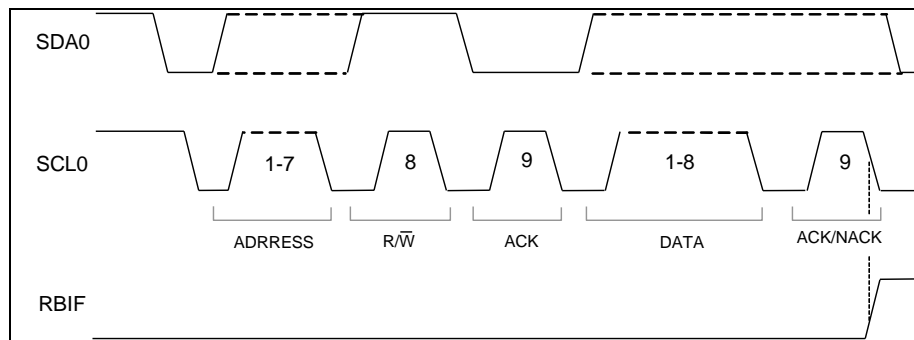 SDA0
SCL0
1-7
8
9
1-8
9
ADRRESS
R/W̅
ACK
DATA
ACK/NACK
RBIF